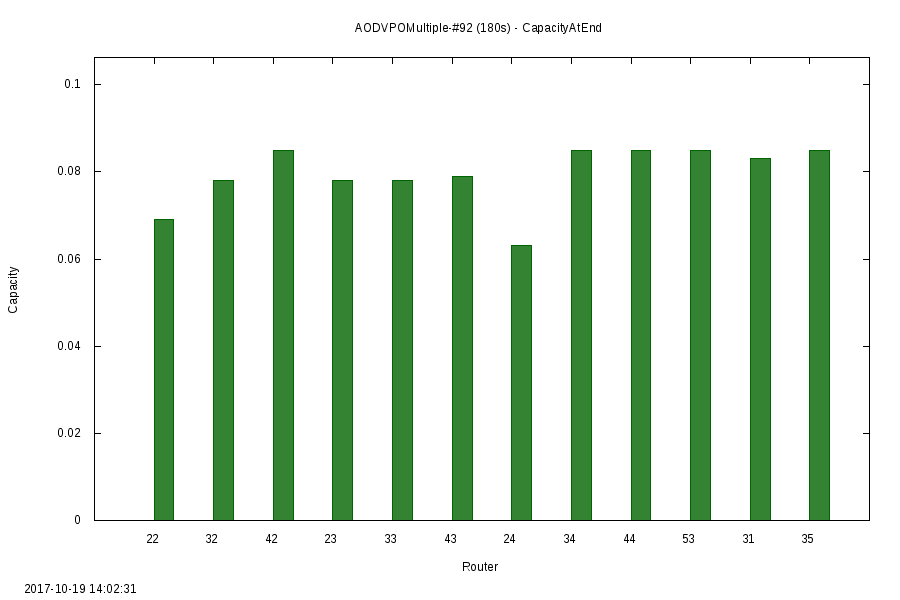 AODVPOMultiple-#92 (180s) - CapacityAtEnd
0.1
0.08
0.06
0.04
0.02
0
Capacity
22 32 42 23 33 43 24 34 44 53 31 35
Router
2017-10-19 14:02:31